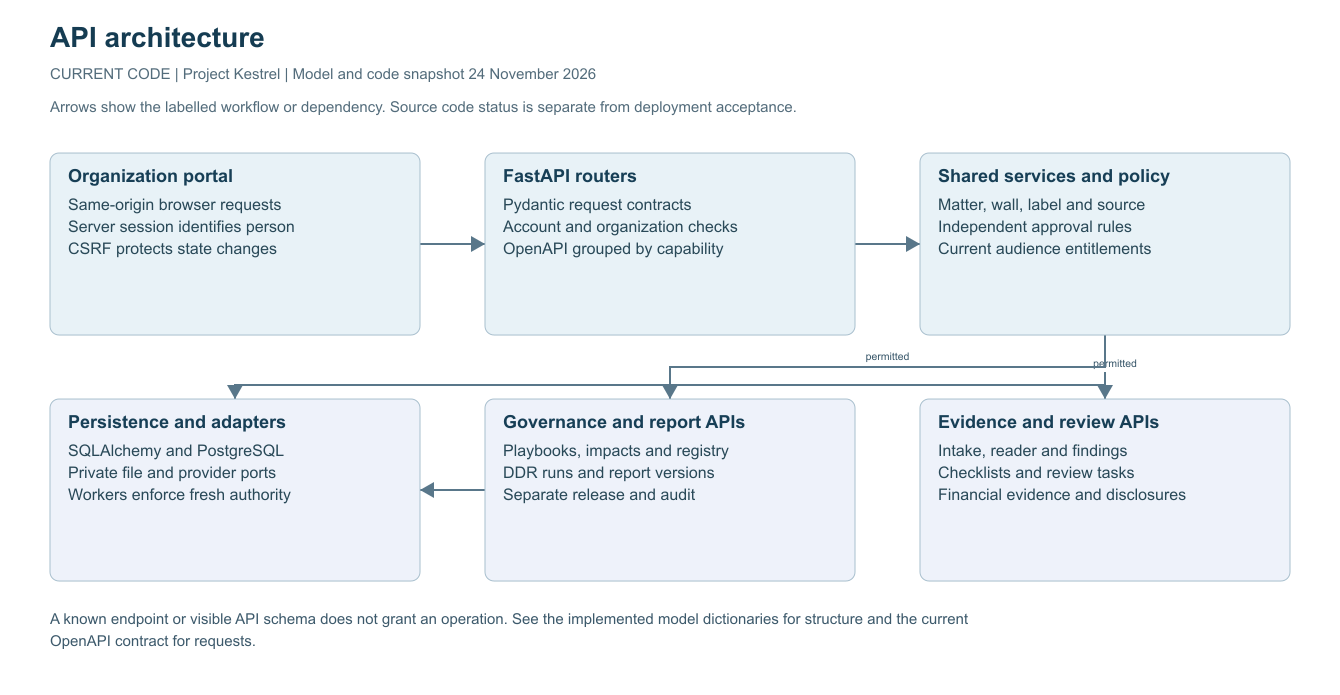 API architecture
CURRENT CODE | Project Kestrel | Model and code snapshot 24 November 2026
Arrows show the labelled workflow or dependency. Source code status is separate from deployment acceptance.
Organization portal
Same-origin browser requests
Server session identifies person
CSRF protects state changes
FastAPI routers
Pydantic request contracts
Account and organization checks
OpenAPI grouped by capability
Shared services and policy
Matter, wall, label and source
Independent approval rules
Current audience entitlements
permitted
permitted
Persistence and adapters
SQLAlchemy and PostgreSQL
Private file and provider ports
Workers enforce fresh authority
Governance and report APIs
Playbooks, impacts and registry
DDR runs and report versions
Separate release and audit
Evidence and review APIs
Intake, reader and findings
Checklists and review tasks
Financial evidence and disclosures
A known endpoint or visible API schema does not grant an operation. See the implemented model dictionaries for structure and the current
OpenAPI contract for requests.